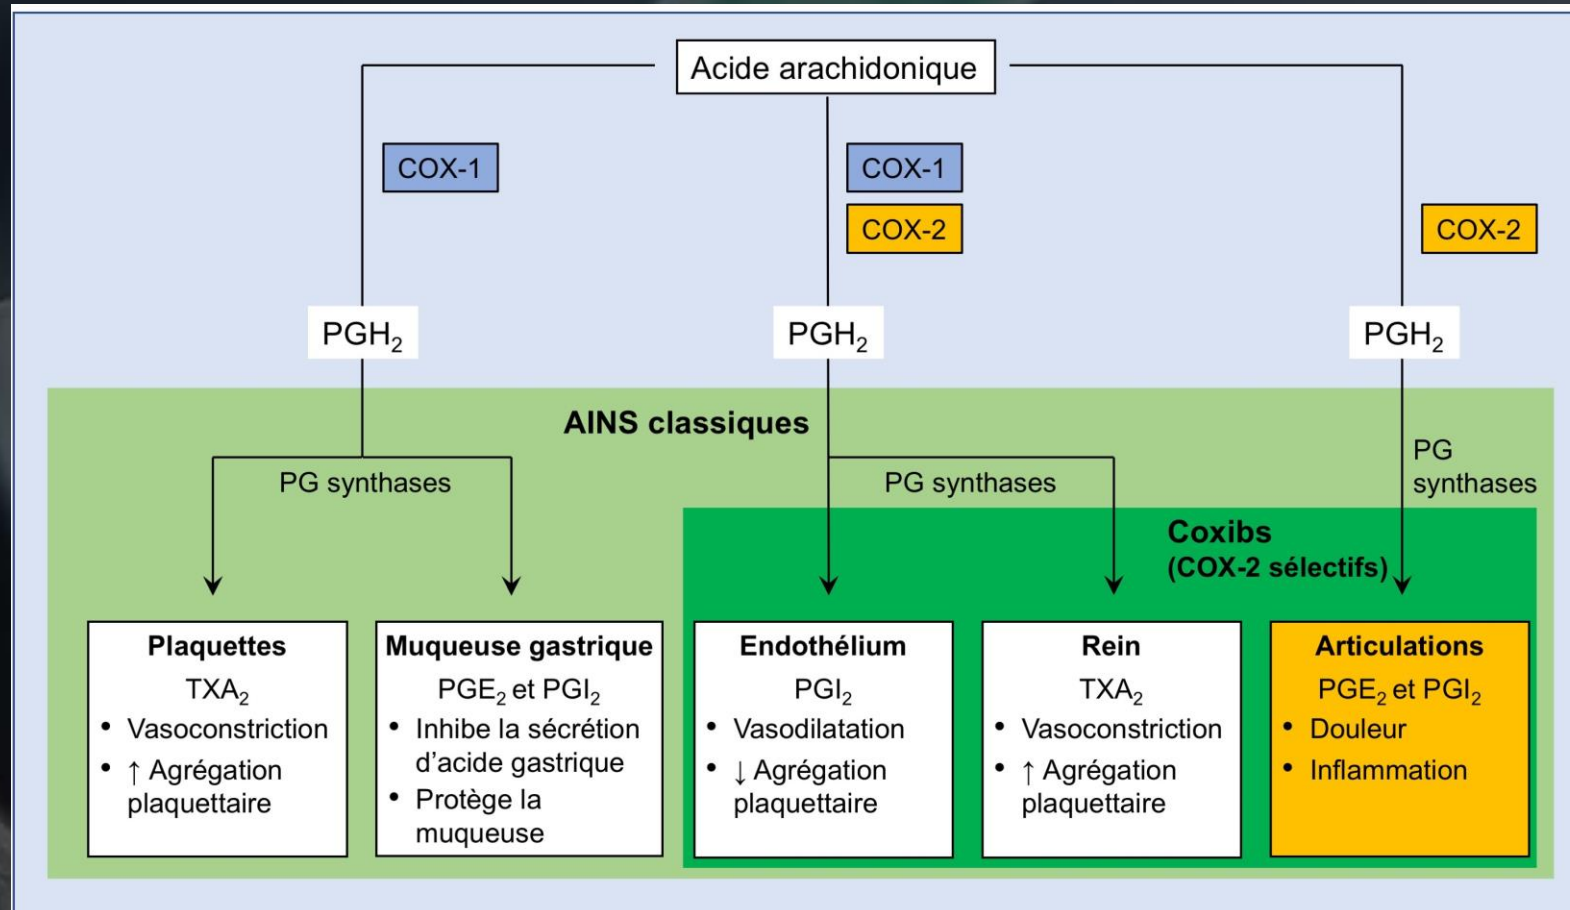 Acide arachidonique
COX-1
COX-1
COX-2
COX-2
PGH₂
PGH₂
PGH₂
AINS classiques
PG synthases
PG synthases
PG
synthases
Coxibs
(COX-2 sélectifs)
Plaquettes
TXA₂
• Vasoconstriction
• ↑ Agrégation
plaquettaire
Muqueuse gastrique
PGE₂ et PGI₂
• Inhibe la sécrétion
d’acide gastrique
• Protège la
muqueuse
Endothélium
PGI₂
• Vasodilatation
• ↓ Agrégation
plaquettaire
Rein
TXA₂
• Vasoconstriction
• ↑ Agrégation
plaquettaire
Articulations
PGE₂ et PGI₂
• Douleur
• Inflammation